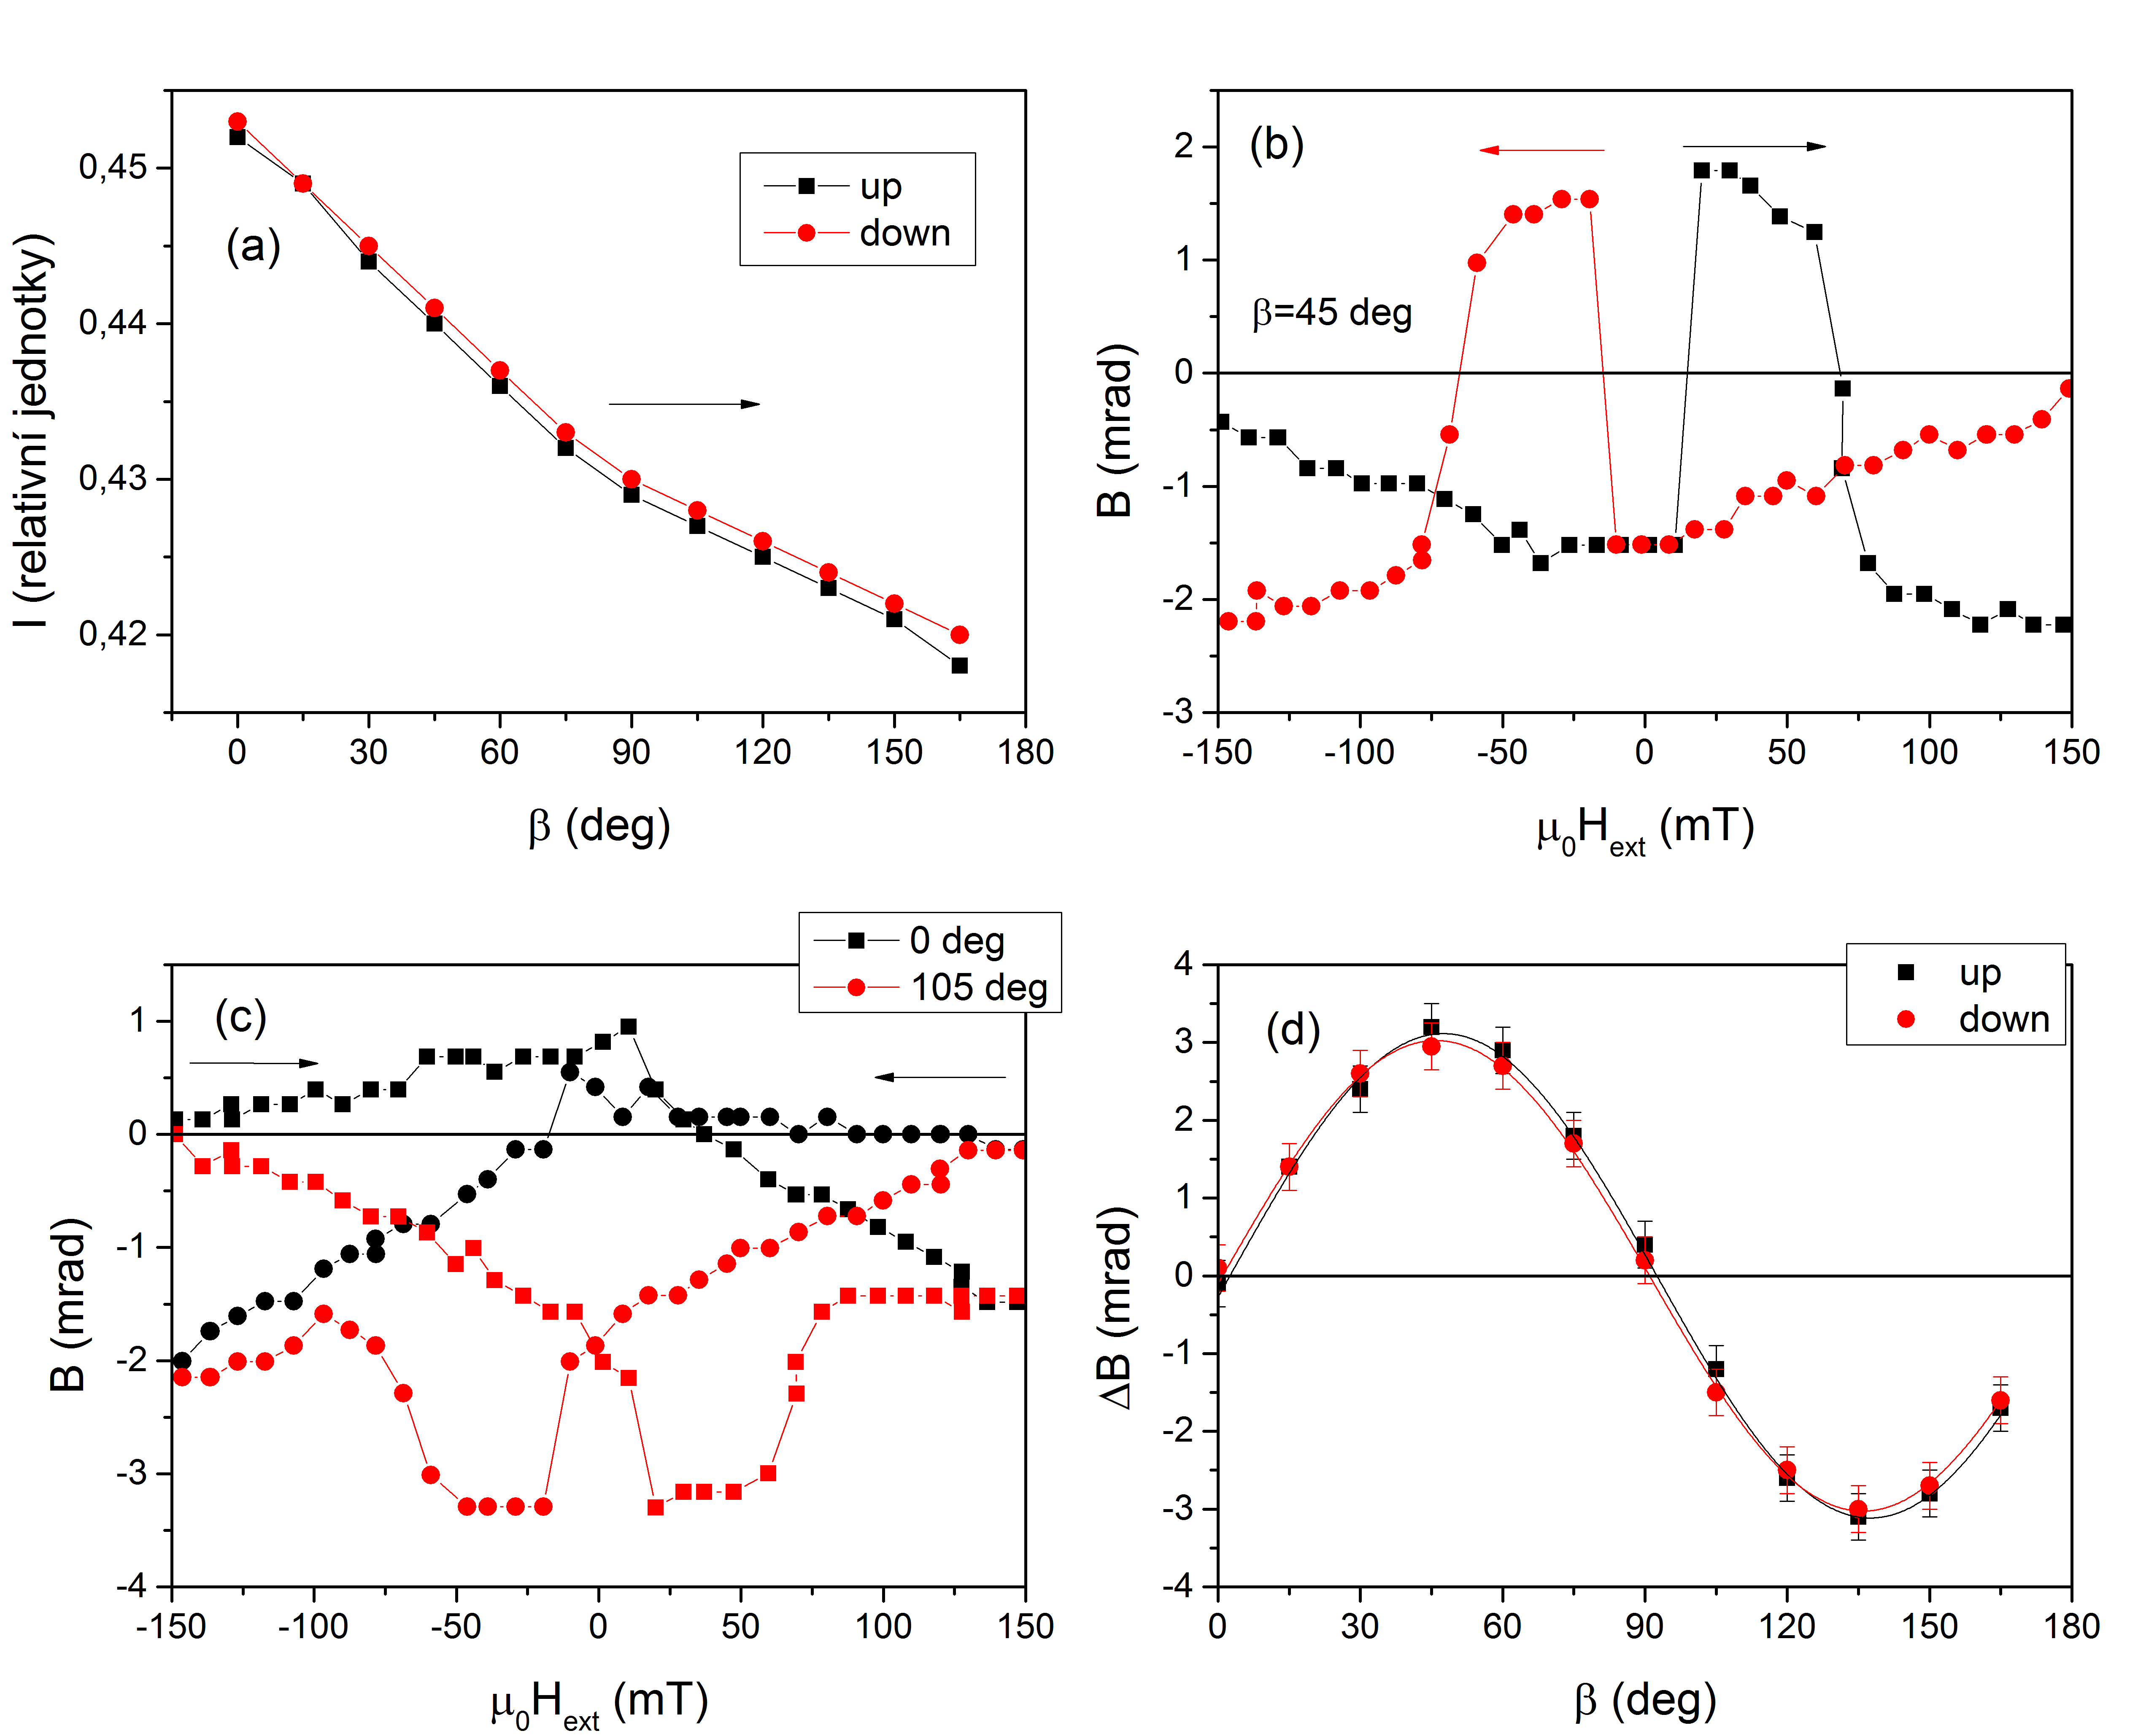 up
down
(a)
0,45
0,44
0,43
0,42
I (relativní jednotky)
0 30 60 90 120 150 180
β (deg)
(b)
β=45 deg
2
1
0
-1
-2
-3
B (mrad)
-150 -100 -50 0 50 100 150
μ0Hext (mT)
0 deg
105 deg
(c)
1
0
-1
-2
-3
-4
B (mrad)
-150 -100 -50 0 50 100 150
μ0Hext (mT)
up
down
(d)
4
3
2
1
0
-1
-2
-3
-4
ΔB (mrad)
0 30 60 90 120 150 180
β (deg)